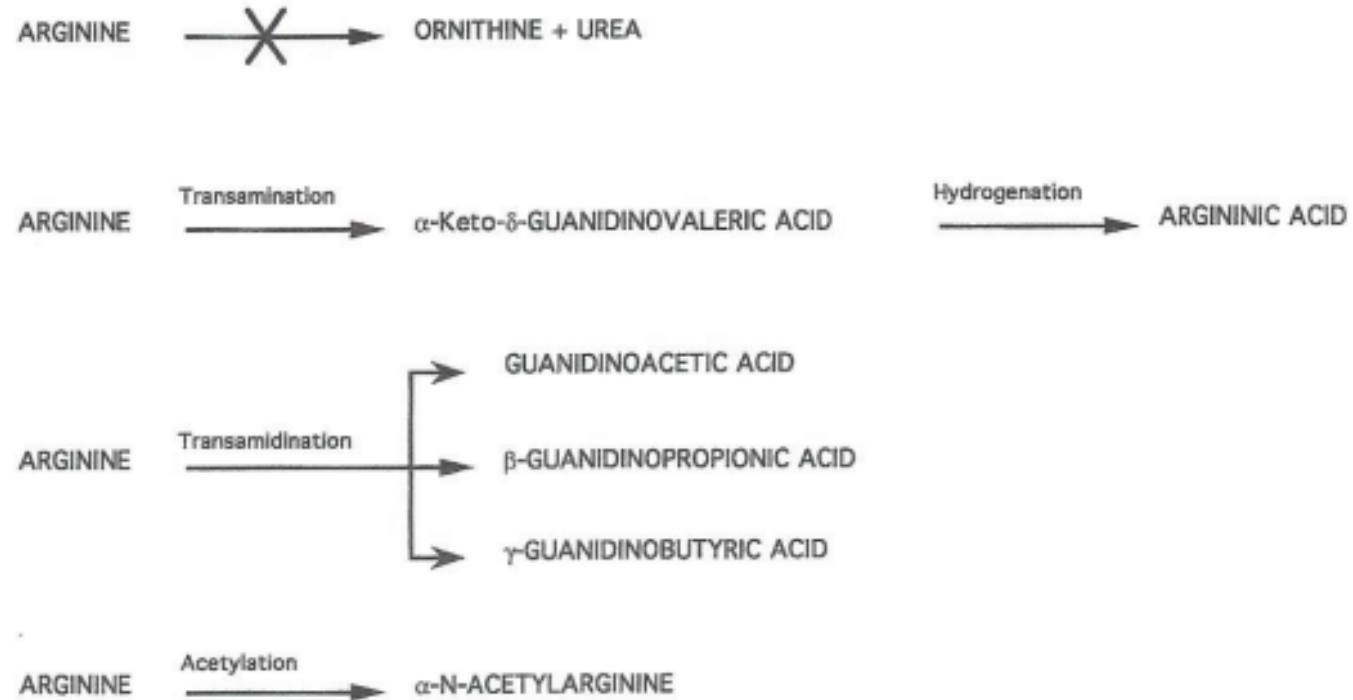 ARGININE ORNITHINE + UREA
ARGININE Transamination α-Keto-δ-GUANIDINOVALERIC ACID Hydrogenation ARGININIC ACID
GUANIDINOACETIC ACID
ARGININE Transamidination β-GUANIDINOPROPIONIC ACID
γ-GUANIDINOBUTYRIC ACID
ARGININE Acetylation α-N-ACETYLARGININE